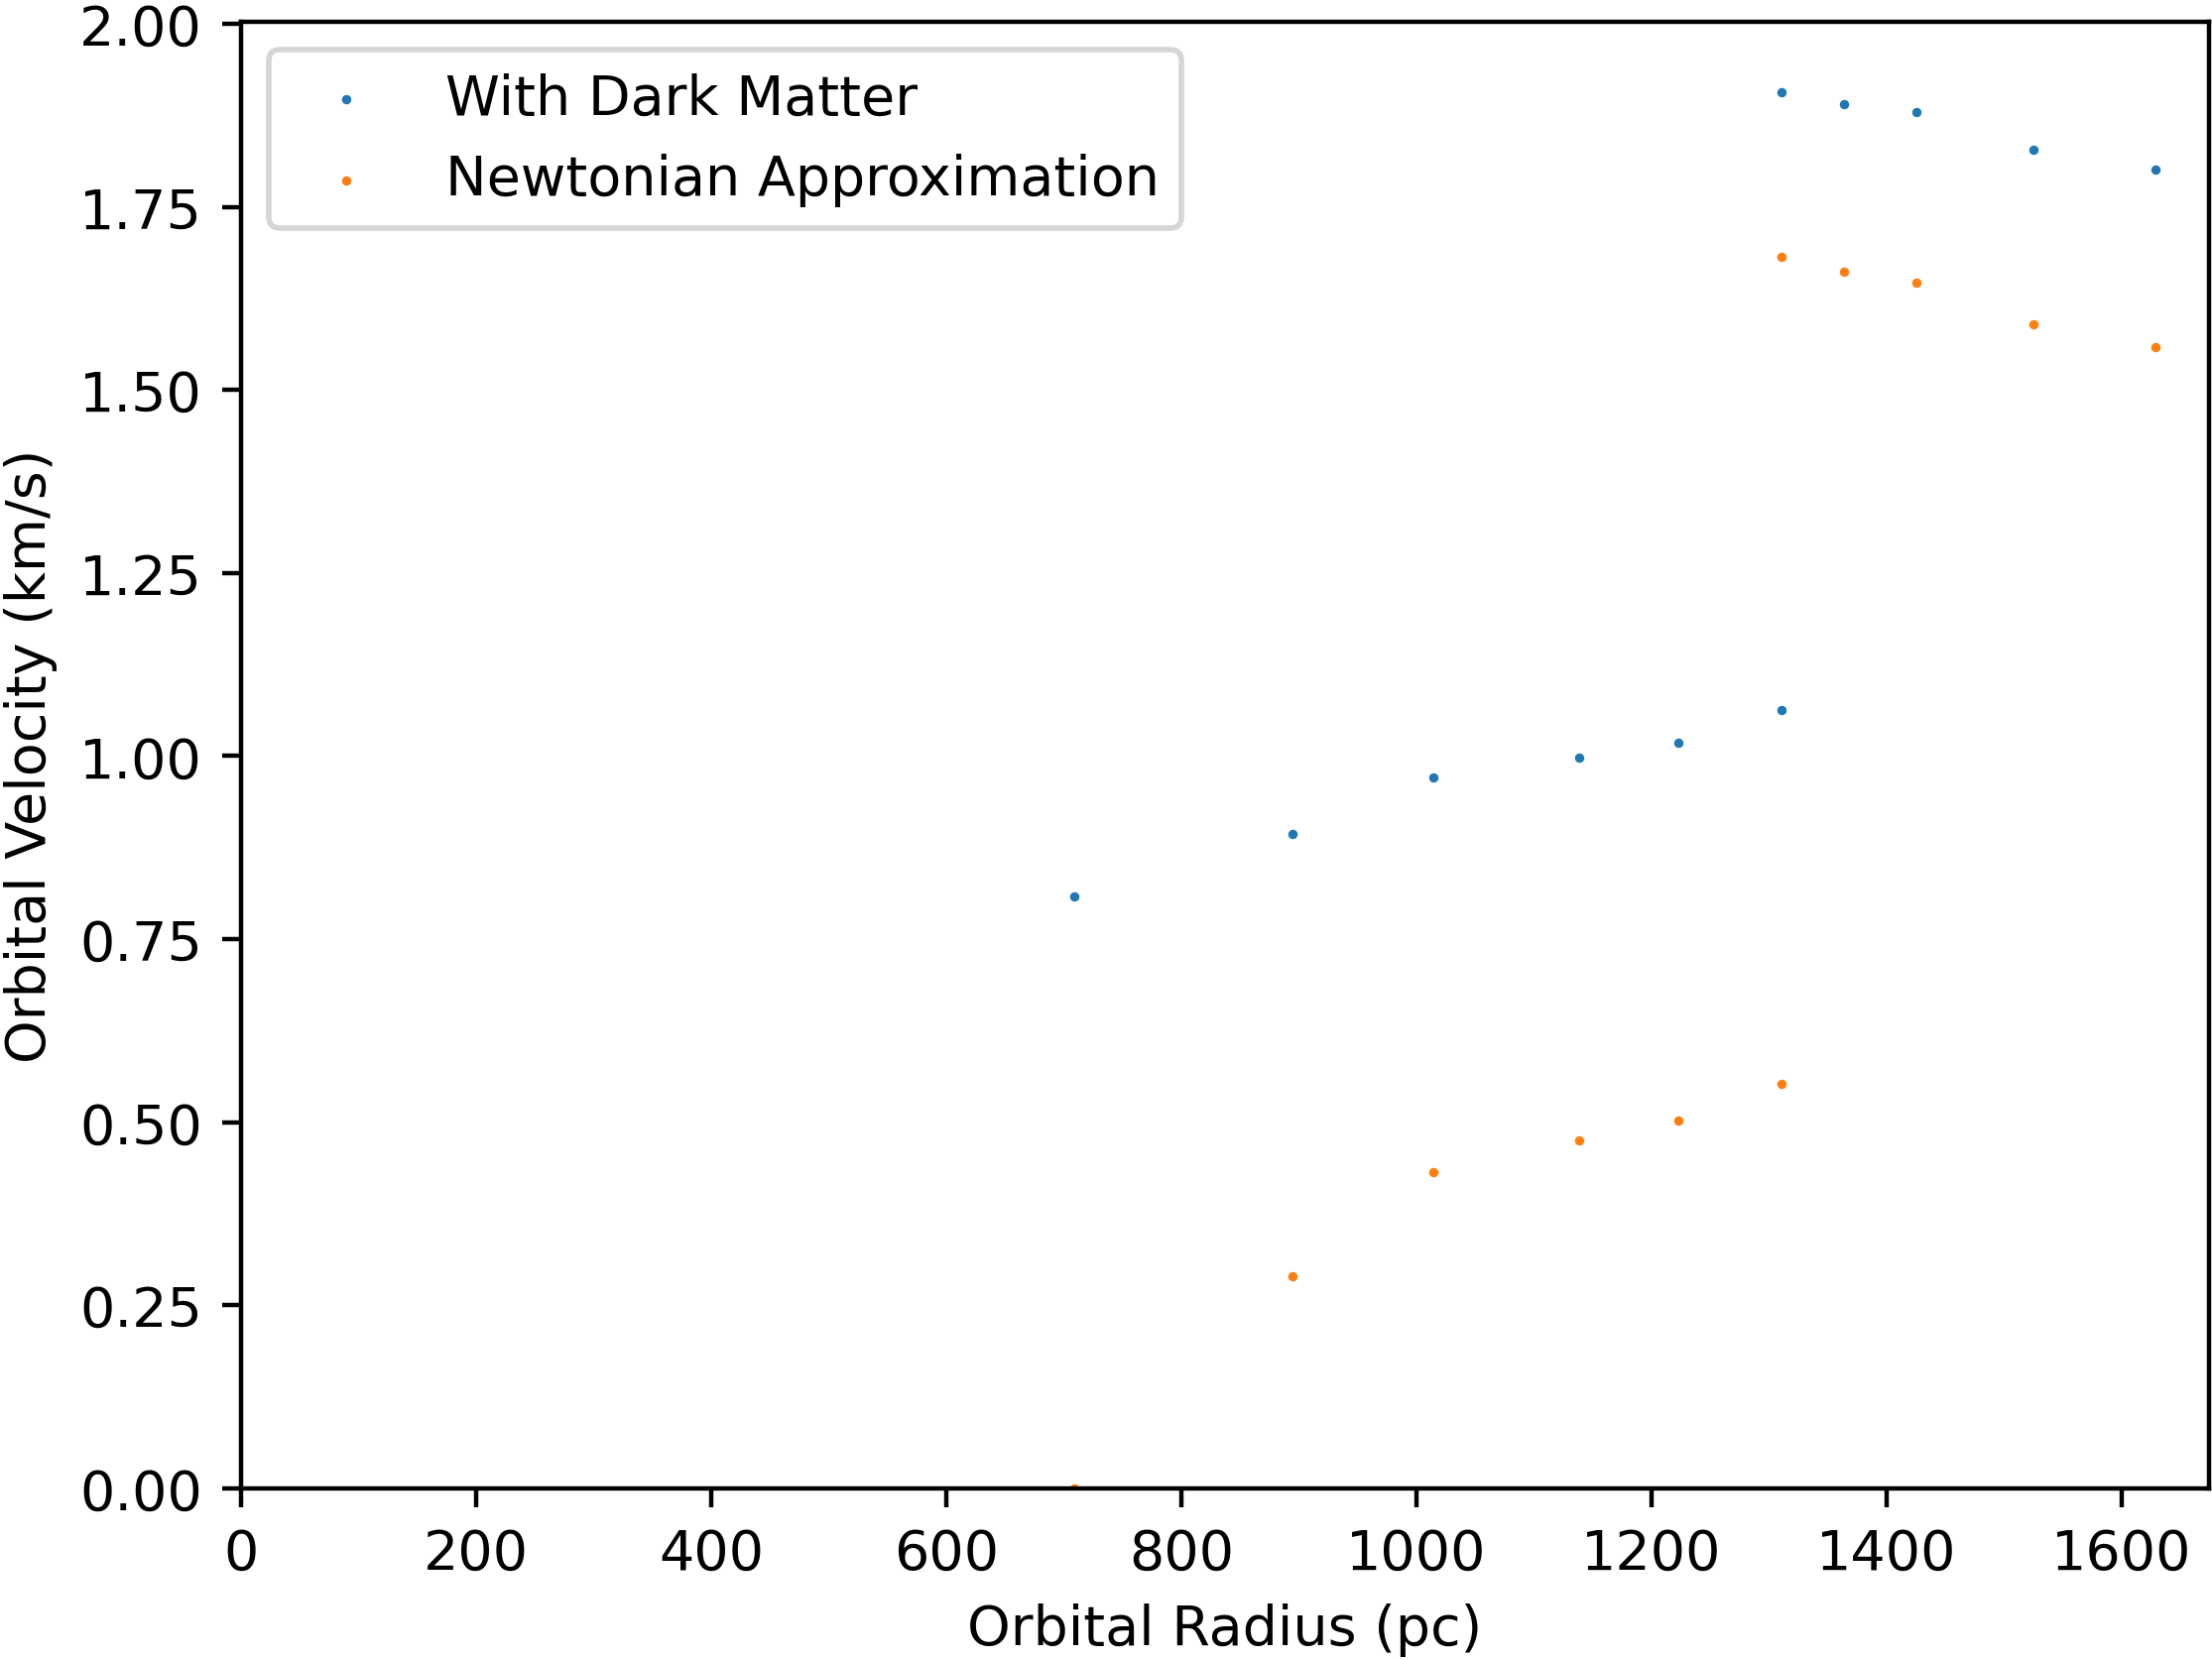 With Dark Matter
Newtonian Approximation
2.00
1.75
1.50
1.25
1.00
0.75
0.50
0.25
0.00
Orbital Velocity (km/s)
0 200 400 600 800 1000 1200 1400 1600
Orbital Radius (pc)